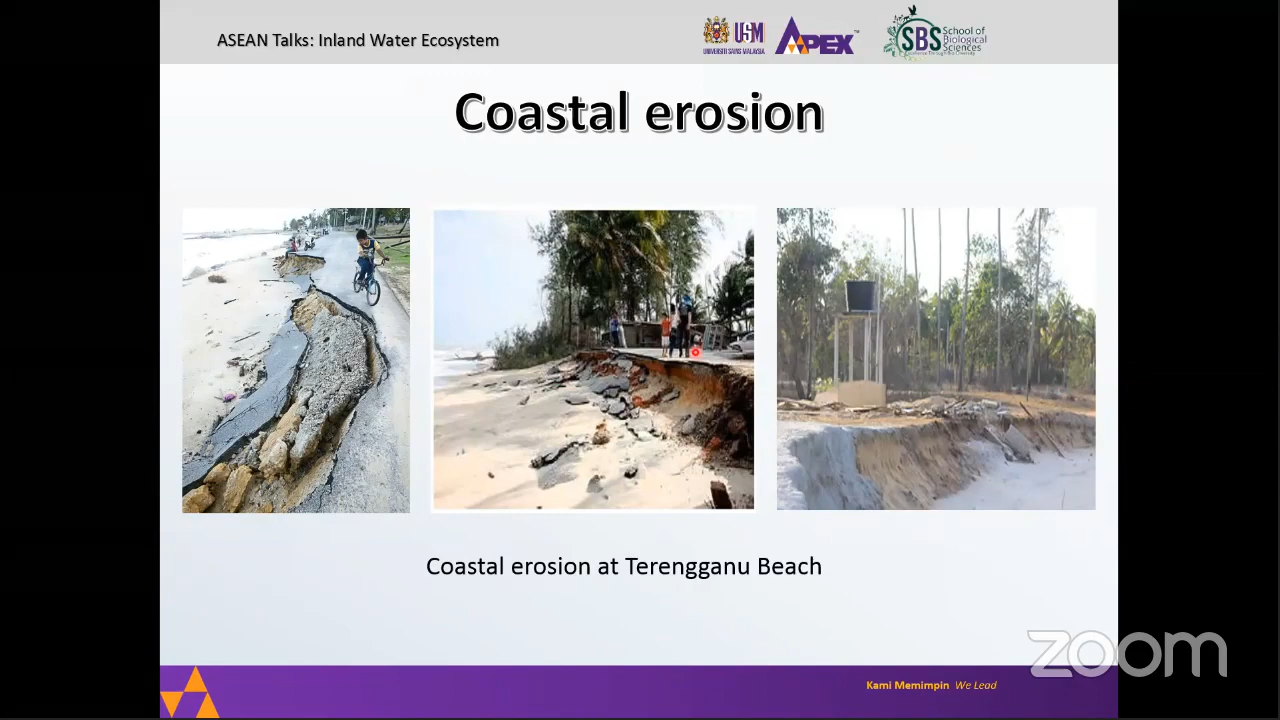 ASEAN Talks: Inland Water Ecosystem
USM
UNIVERSITI SAINS MALAYSIA
APEX™
SBS School of Biological Sciences
Coastal erosion
Coastal erosion at Terengganu Beach
zoom
Kami Memimpin We Lead